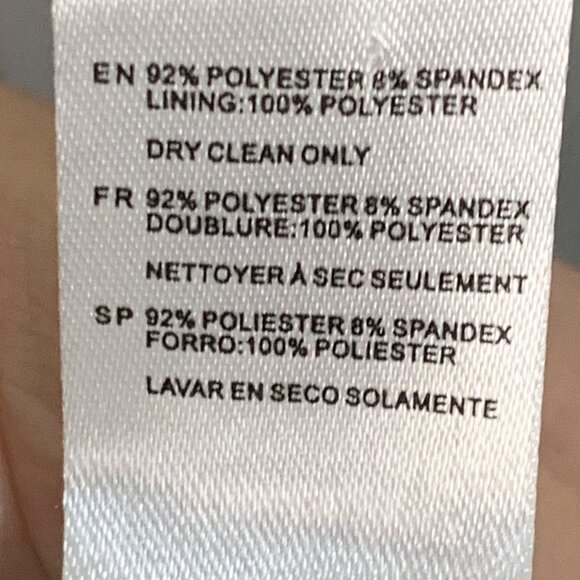 EN 92% POLYESTER 8% SPANDEX
LINING:100% POLYESTER
DRY CLEAN ONLY
FR 92% POLYESTER 8% SPANDEX
DOUBLURE:100% POLYESTER
NETTOYER À SEC SEULEMENT
SP 92% POLIESTER 8% SPANDEX
FORRO:100% POLIESTER
LAVAR EN SECO SOLAMENTE